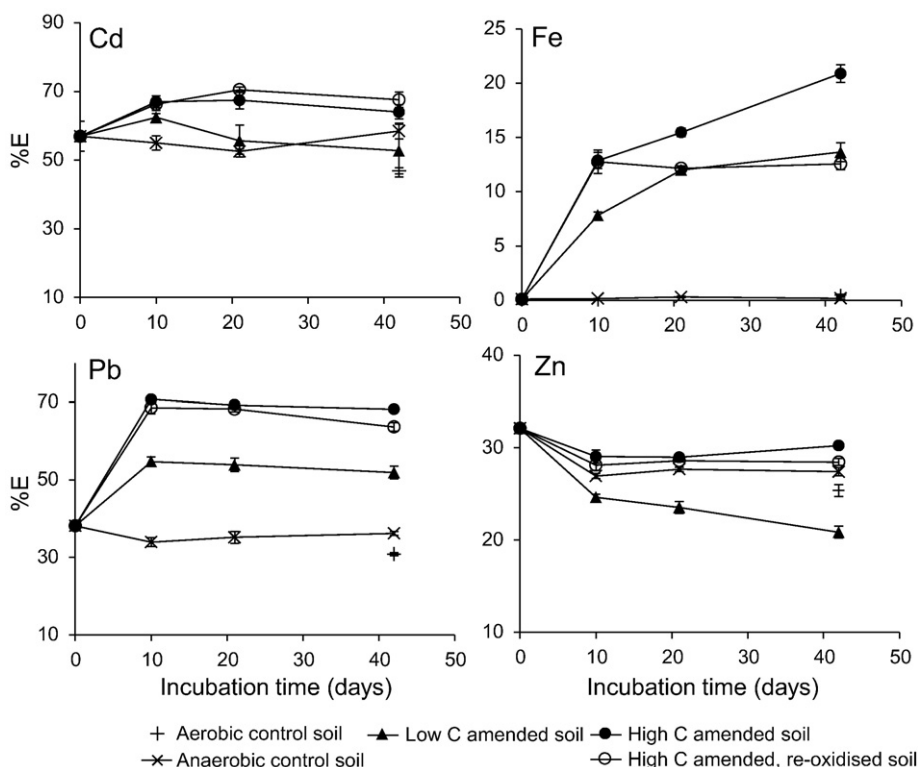 Cd
Fe
90
70
50
30
10
%E
0 10 20 30 40 50
25
20
15
10
5
0
0 10 20 30 40 50
Pb
Zn
70
50
30
10
%E
0 10 20 30 40 50
Incubation time (days)
40
30
20
10
0 10 20 30 40 50
Incubation time (days)
Aerobic control soil Low C amended soil High C amended soil
Anaerobic control soil High C amended, re-oxidised soil